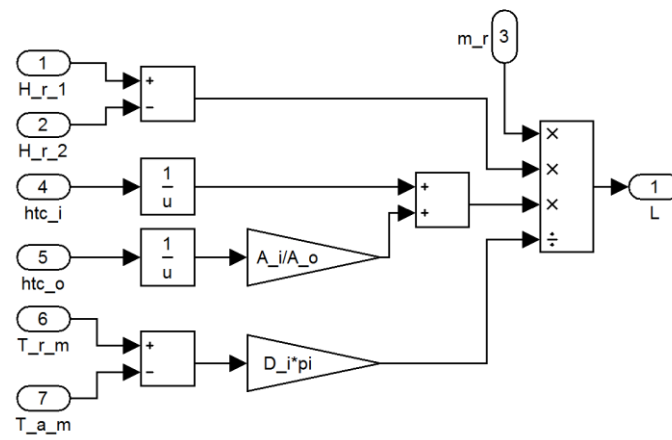 m_r
3
1
H_r_1
+
−
2
H_r_2
×
×
×
÷
1
L
4
htc_i
1
u
+
+
5
htc_o
1
u
A_i/A_o
6
T_r_m
+
−
D_i*pi
7
T_a_m